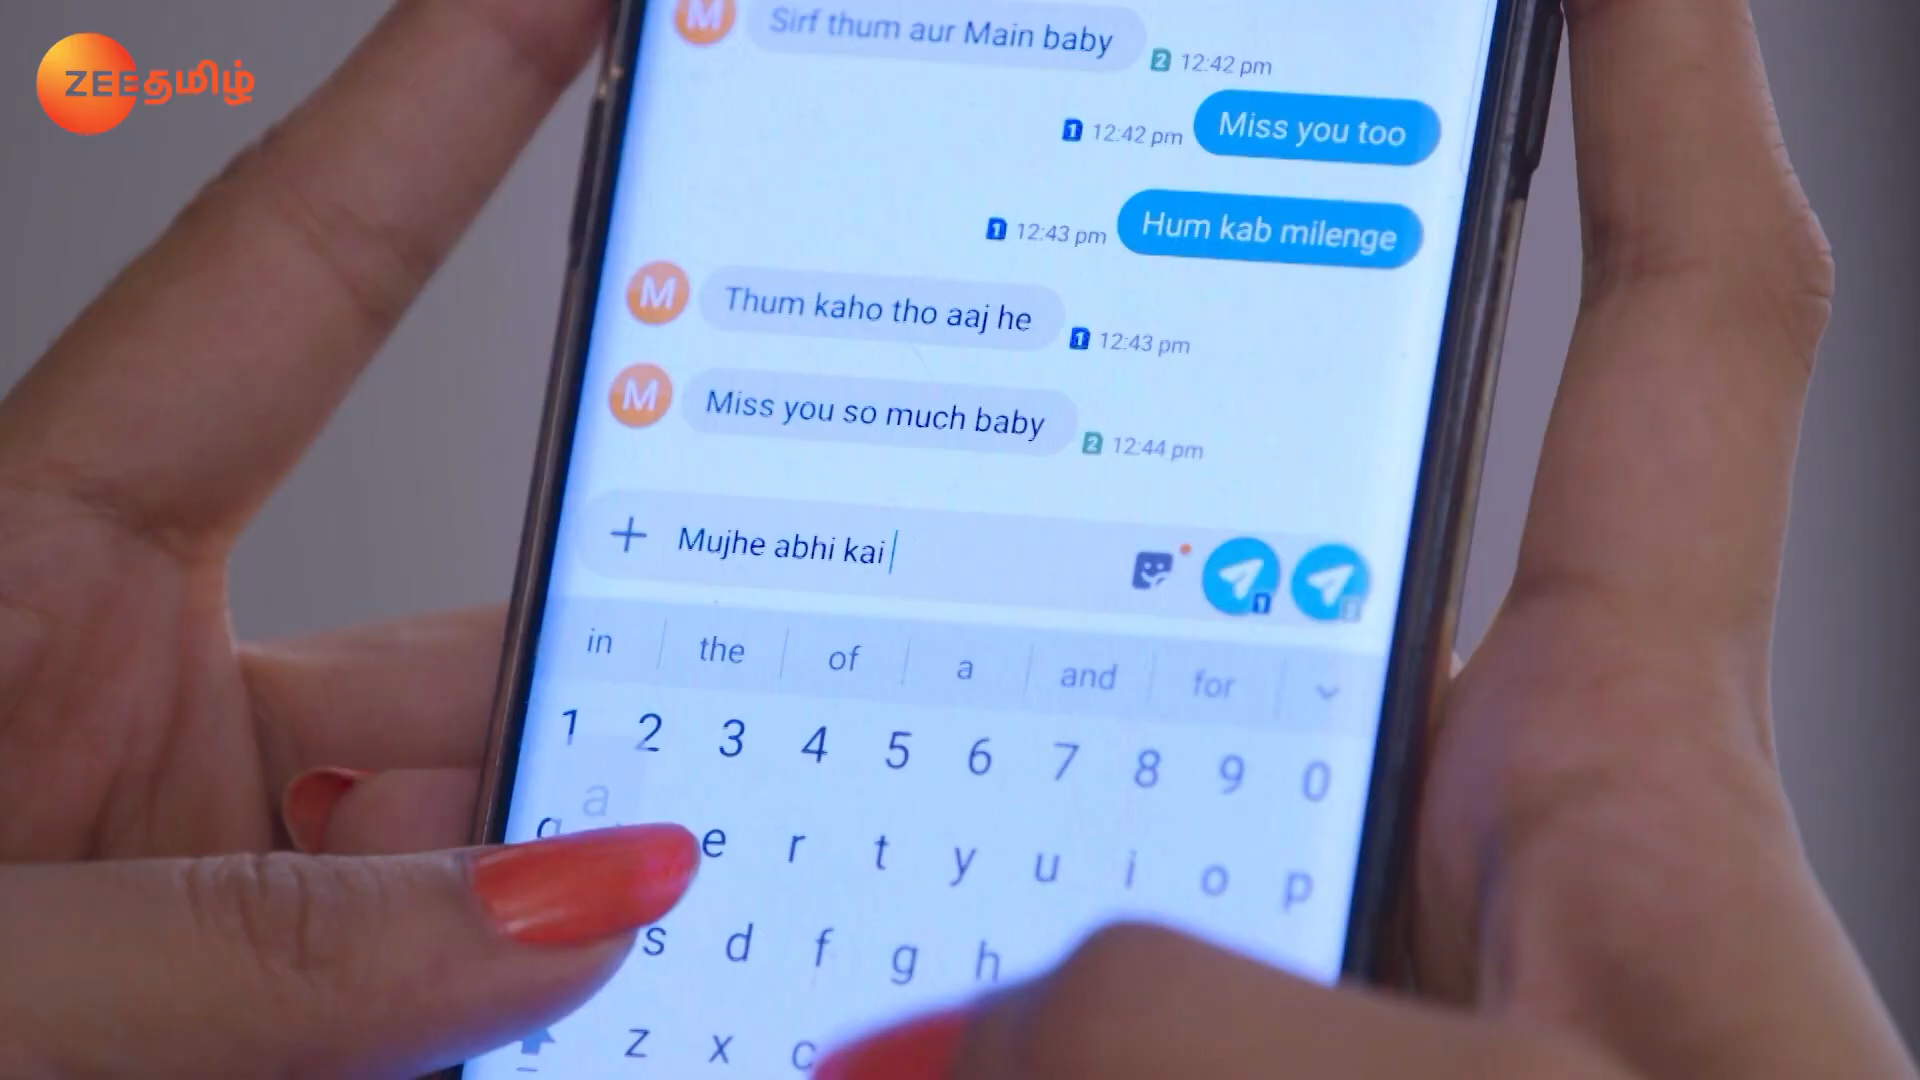 ZEE தமிழ்
M Sirf thum aur Main baby
2 12:42 pm
1 12:42 pm Miss you too
1 12:43 pm Hum kab milenge
M Thum kaho tho aaj he
1 12:43 pm
M Miss you so much baby
2 12:44 pm
+ Mujhe abhi kai
1
in the of a and for
1 2 3 4 5 6 7 8 9 0
a
q e r t y u i o p
s d f g h
z x c